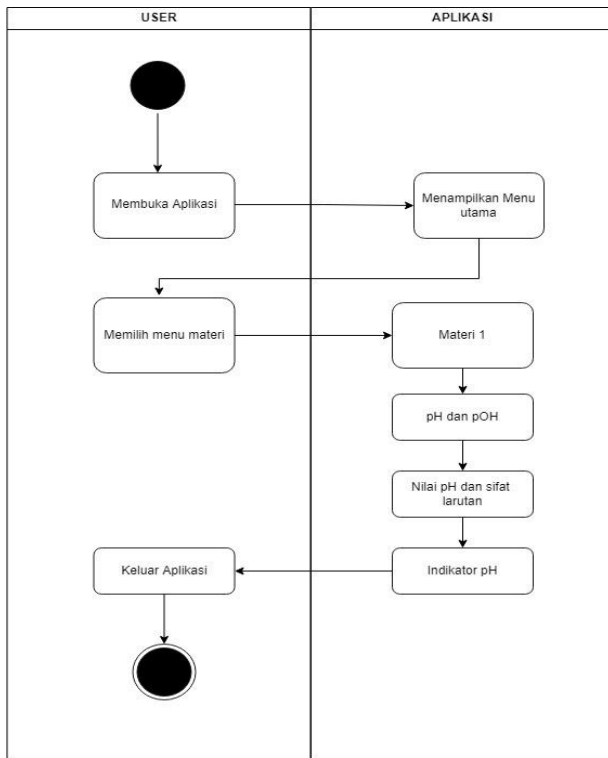 USER
APLIKASI
Membuka Aplikasi
Menampilkan Menu
utama
Memilih menu materi
Materi 1
pH dan pOH
Nilai pH dan sifat
larutan
Keluar Aplikasi
Indikator pH